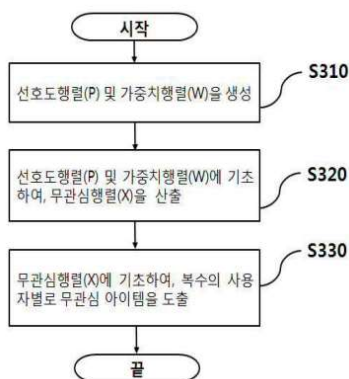 시작
선호도행렬(P) 및 가중치행렬(W)을 생성
S310
선호도행렬(P) 및 가중치행렬(W)에 기초
하여, 무관심행렬(X)을 산출
S320
무관심행렬(X)에 기초하여, 복수의 사용
자별로 무관심 아이템을 도출
S330
끝